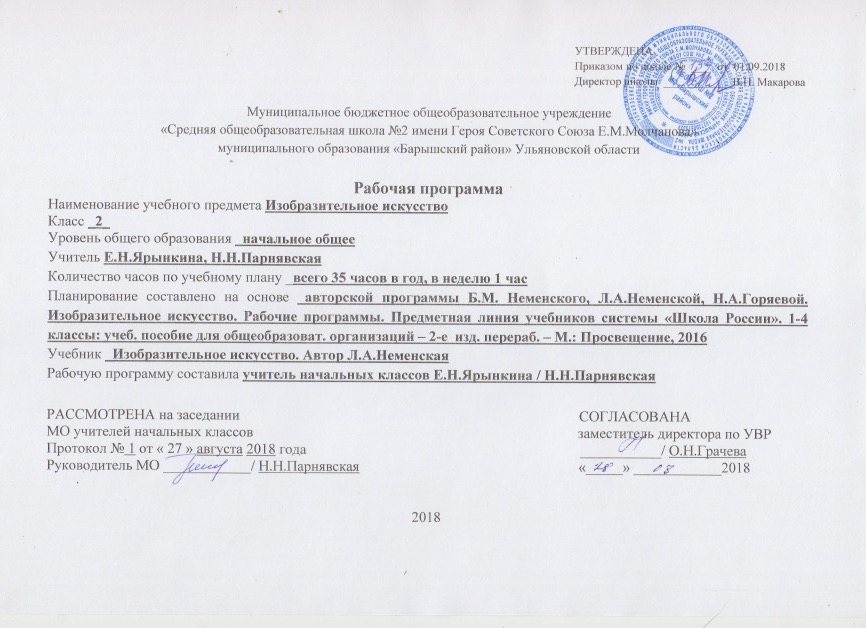 УТВЕРЖДЕНА
Приказом по школе № от 01.09.2018
Директор школы Макарова
Муниципальное бюджетное общеобразовательное учреждение
«Средняя общеобразовательная школа №2 имени Героя Советского Союза Е.М.Молчанова»
муниципального образования «Барышский район» Ульяновской области
Рабочая программа
Наименование учебного предмета Изобразительное искусство
Класс 2
Уровень общего образования начальное общее
Учитель Е.Н.Ярынкина, Н.Н.Парнявская
Количество часов по учебному плану всего 35 часов в год, в неделю 1 час
Планирование составлено на основе авторской программы Б.М. Неменского, Л.А.Неменской, Н.А.Горяевой.
Изобразительное искусство. Рабочие программы. Предметная линия учебников системы «Школа России». 1-4
классы: учеб. пособие для общеобразоват. организаций – 2-е изд. перераб. – М.: Просвещение, 2016
Учебник Изобразительное искусство. Автор Л.А.Неменская
Рабочую программу составила учитель начальных классов Е.Н.Ярынкина / Н.Н.Парнявская
РАССМОТРЕНА на заседании
МО учителей начальных классов
Протокол № 1 от « 27 » августа 2018 года
Руководитель МО ____________/ Н.Н.Парнявская
СОГЛАСОВАНА
заместитель директора по УВР
___________/ О.Н.Грачева
« 28 » 08 2018
2018